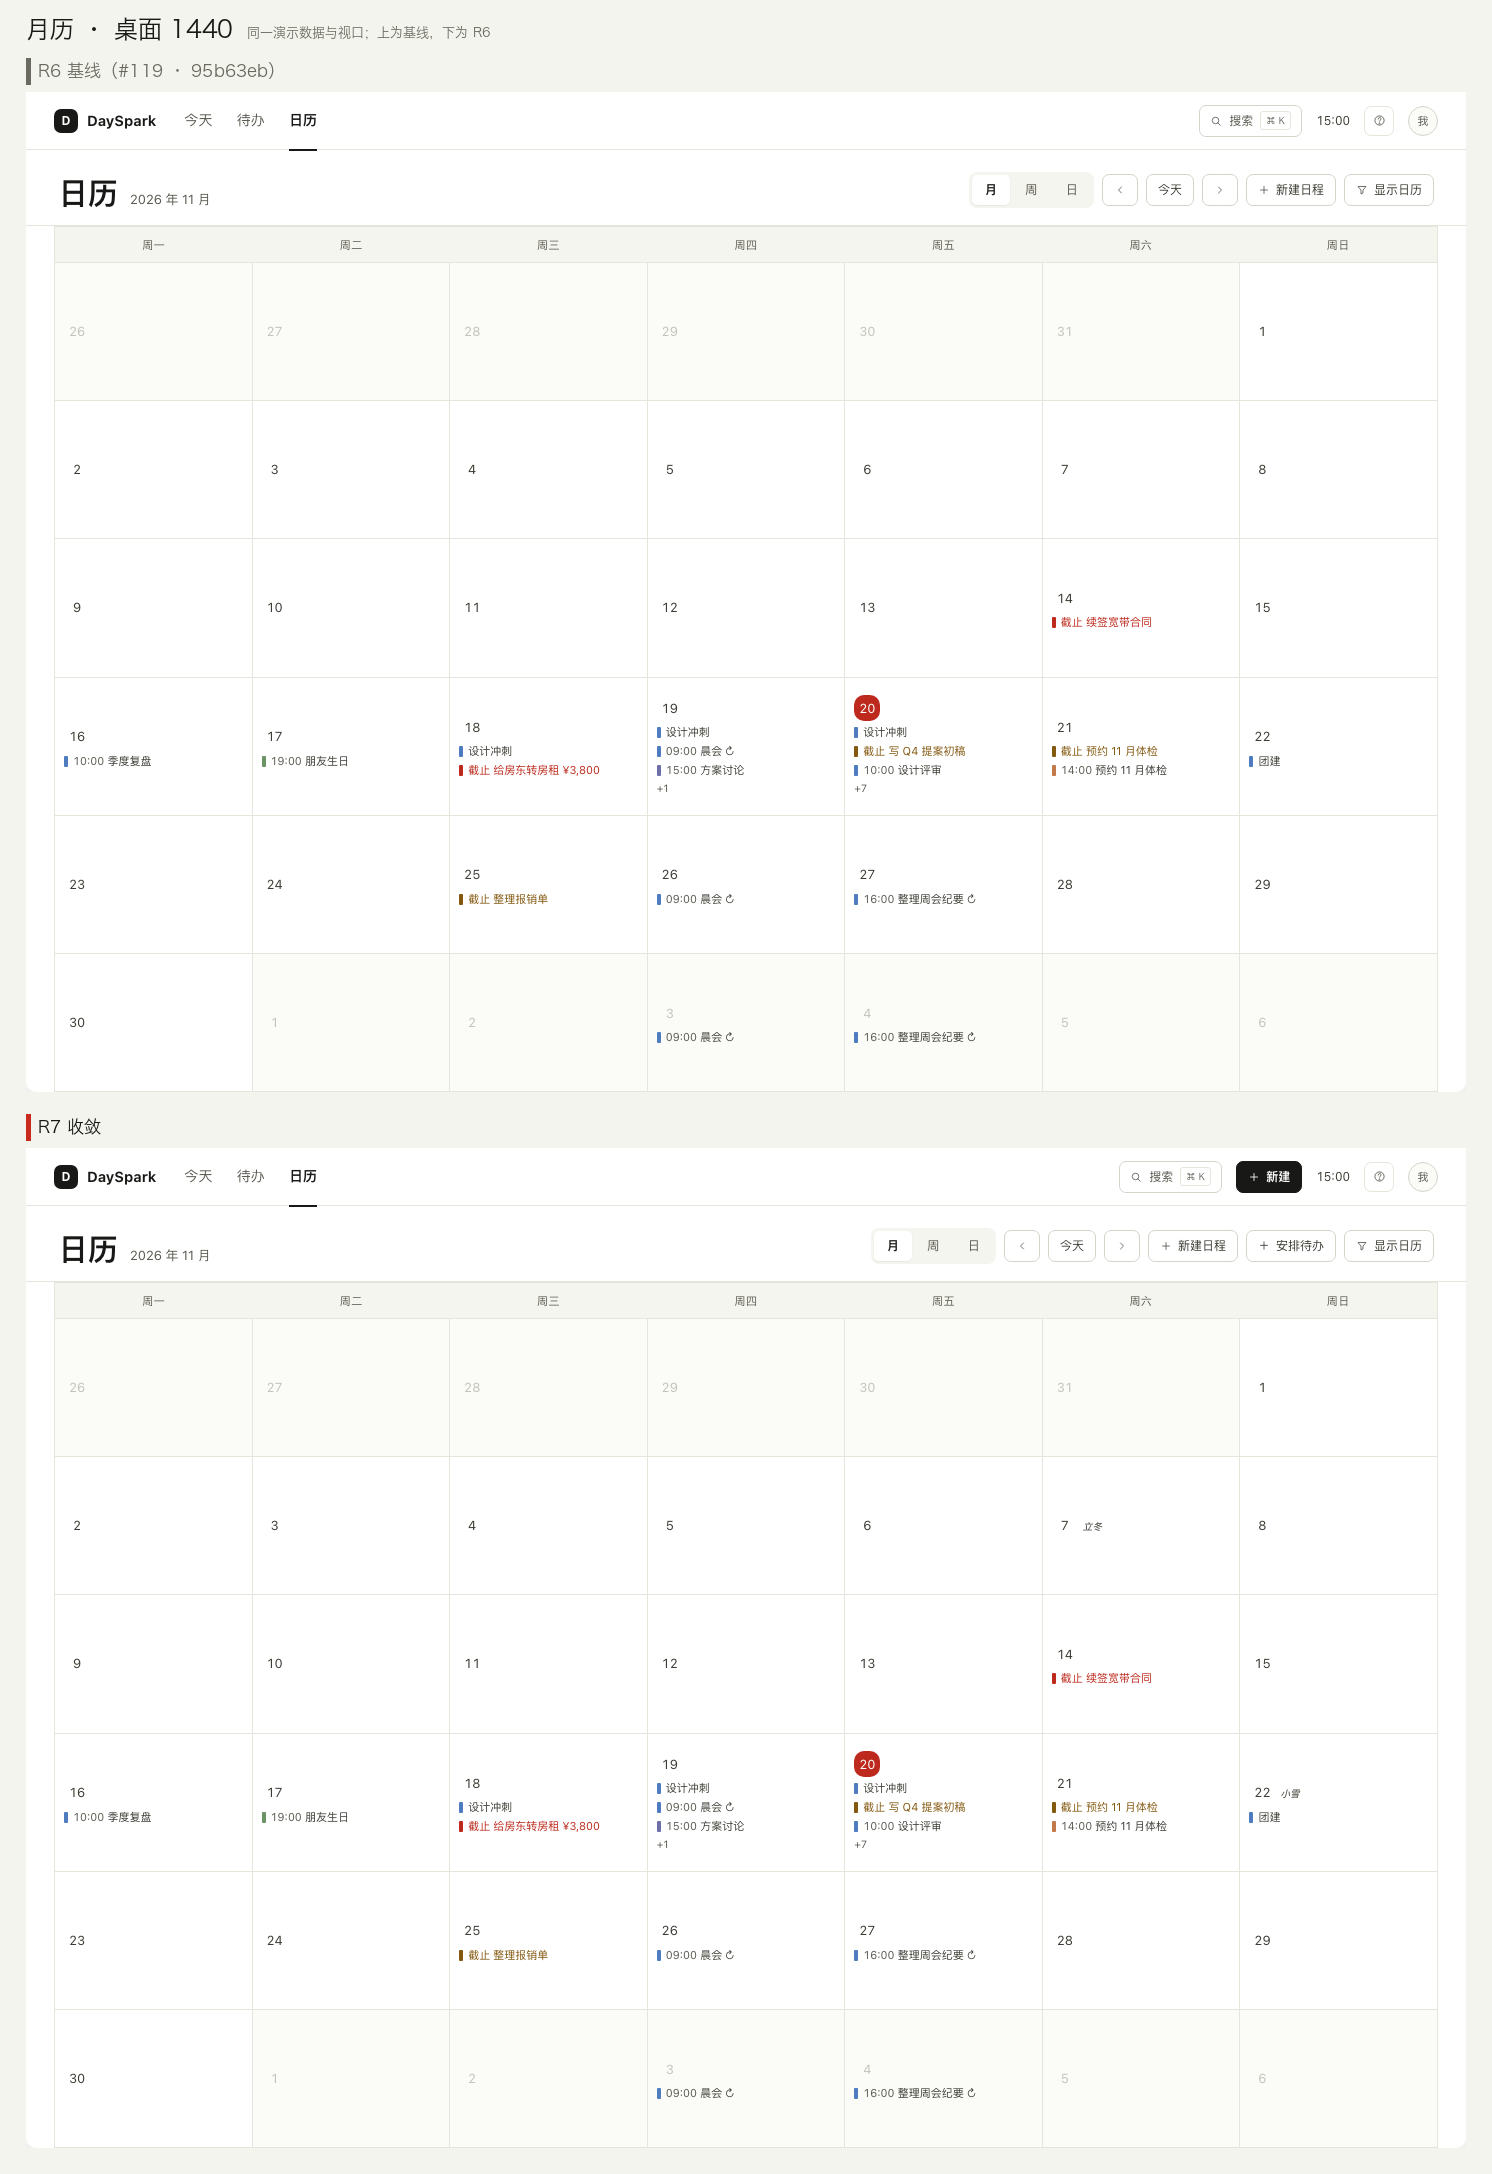 月历 · 桌面 1440 同一演示数据与视口；上为基线，下为 R6
R6 基线（#119 · 95b63eb）
D DaySpark 今天 待办 日历 搜索 ⌘ K 15:00 我
日历 2026 年 11 月 月 周 日 ‹ 今天 › + 新建日程 显示日历
周一 周二 周三 周四 周五 周六 周日
26 27 28 29 30 31 1
2 3 4 5 6 7 8
9 10 11 12 13 14 15
截止 续签宽带合同
16 17 18 19 20 21 22
10:00 季度复盘
19:00 朋友生日
设计冲刺
截止 给房东转房租 ¥3,800
设计冲刺
09:00 晨会 ↻
15:00 方案讨论
+1
设计冲刺
截止 写 Q4 提案初稿
10:00 设计评审
+7
截止 预约 11 月体检
14:00 预约 11 月体检
团建
23 24 25 26 27 28 29
截止 整理报销单
09:00 晨会 ↻
16:00 整理周会纪要 ↻
30 1 2 3 4 5 6
09:00 晨会 ↻
16:00 整理周会纪要 ↻
R7 收敛
D DaySpark 今天 待办 日历 搜索 ⌘ K + 新建 15:00 我
日历 2026 年 11 月 月 周 日 ‹ 今天 › + 新建日程 + 安排待办 显示日历
周一 周二 周三 周四 周五 周六 周日
26 27 28 29 30 31 1
2 3 4 5 6 7 立冬 8
9 10 11 12 13 14 15
截止 续签宽带合同
16 17 18 19 20 21 22 小雪
10:00 季度复盘
19:00 朋友生日
设计冲刺
截止 给房东转房租 ¥3,800
设计冲刺
09:00 晨会 ↻
15:00 方案讨论
+1
设计冲刺
截止 写 Q4 提案初稿
10:00 设计评审
+7
截止 预约 11 月体检
14:00 预约 11 月体检
团建
23 24 25 26 27 28 29
截止 整理报销单
09:00 晨会 ↻
16:00 整理周会纪要 ↻
30 1 2 3 4 5 6
09:00 晨会 ↻
16:00 整理周会纪要 ↻